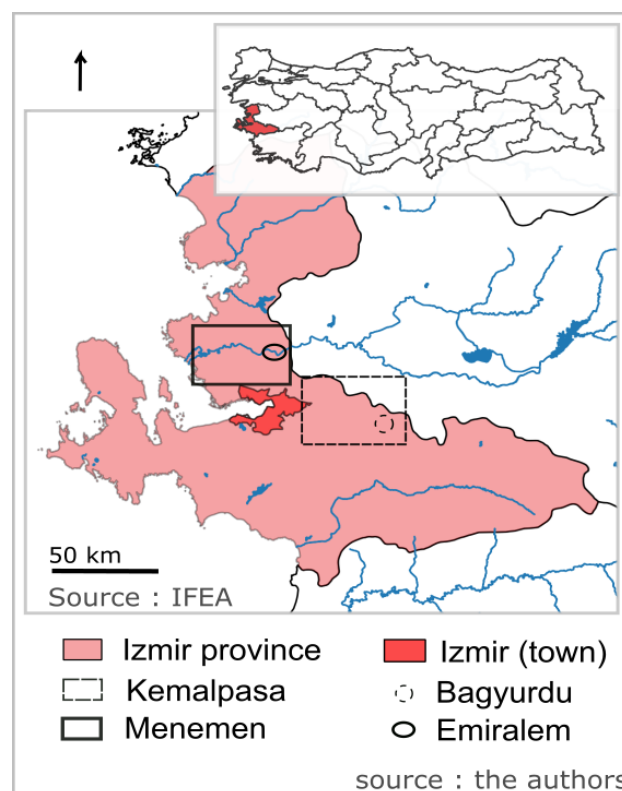 50 km
Source : IFEA
Izmir province
Izmir (town)
Kemalpasa
Bagyurdu
Menemen
Emiralem
source : the authors